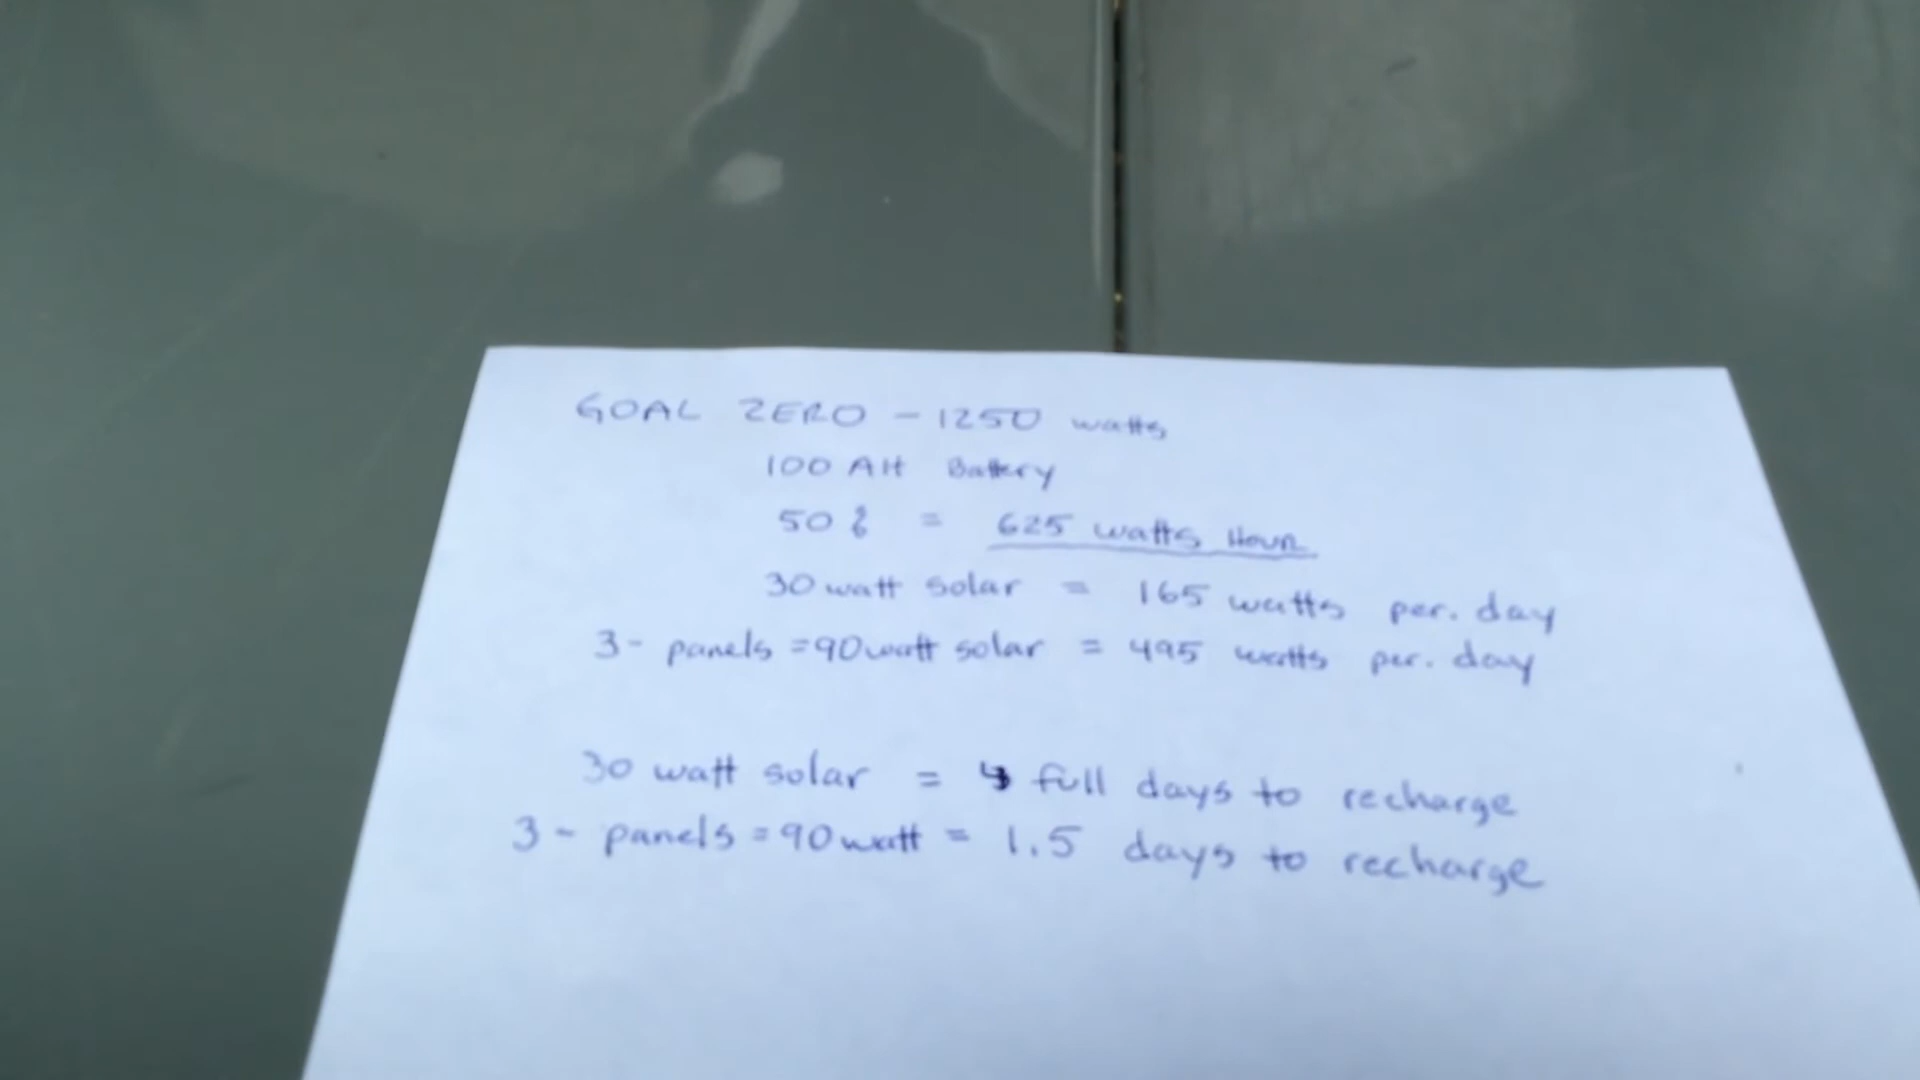 GOAL ZERO - 1250 watts
100 AH Battery
50 % = 625 watts Hour
30 watt solar = 165 watts per. day
3- panels = 90 watt solar = 495 watts per. day
30 watt solar = 4 full days to recharge
3- panels = 90 watt = 1.5 days to recharge